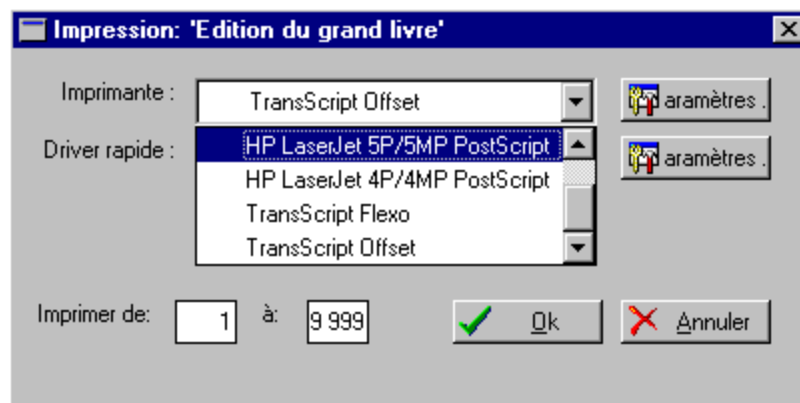 Impression: 'Edition du grand livre'
Imprimante :
TransScript Offset
aramètres .
Driver rapide :
HP LaserJet 5P/5MP PostScript
aramètres .
HP LaserJet 4P/4MP PostScript
TransScript Flexo
TransScript Offset
Imprimer de:
1
à:
9 999
Ok
Annuler